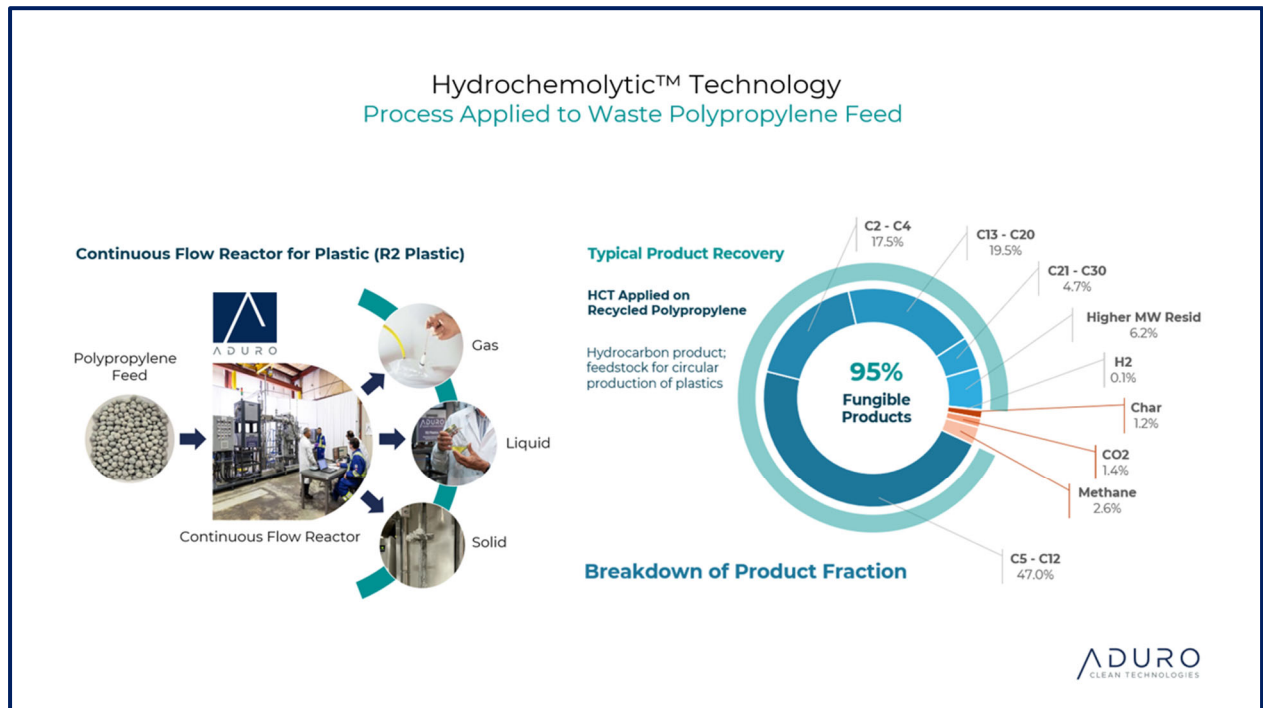 Hydrochemolytic™ Technology
Process Applied to Waste Polypropylene Feed
Continuous Flow Reactor for Plastic (R2 Plastic)
ADURO
Polypropylene
Feed
Continuous Flow Reactor
Gas
ADURO
Liquid
Solid
Typical Product Recovery
HCT Applied on
Recycled Polypropylene
Hydrocarbon product;
feedstock for circular
production of plastics
C2 - C4
17.5%
C13 - C20
19.5%
C21 - C30
4.7%
Higher MW Resid
6.2%
H2
0.1%
Char
1.2%
CO2
1.4%
Methane
2.6%
C5 - C12
47.0%
95%
Fungible
Products
Breakdown of Product Fraction
ADURO
CLEAN TECHNOLOGIES